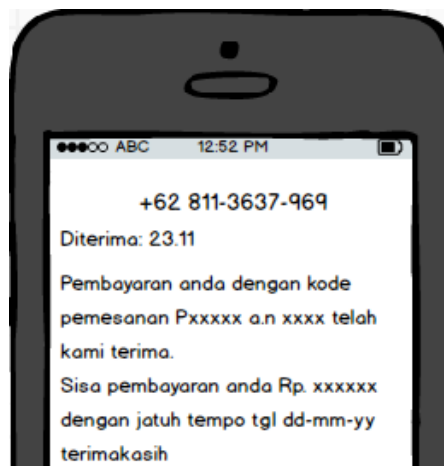 ABC 12:52 PM
+62 811-3637-969
Diterima: 23.11
Pembayaran anda dengan kode
pemesanan Pxxxxx a.n xxxx telah
kami terima.
Sisa pembayaran anda Rp. xxxxxx
dengan jatuh tempo tgl dd-mm-yy
terimakasih